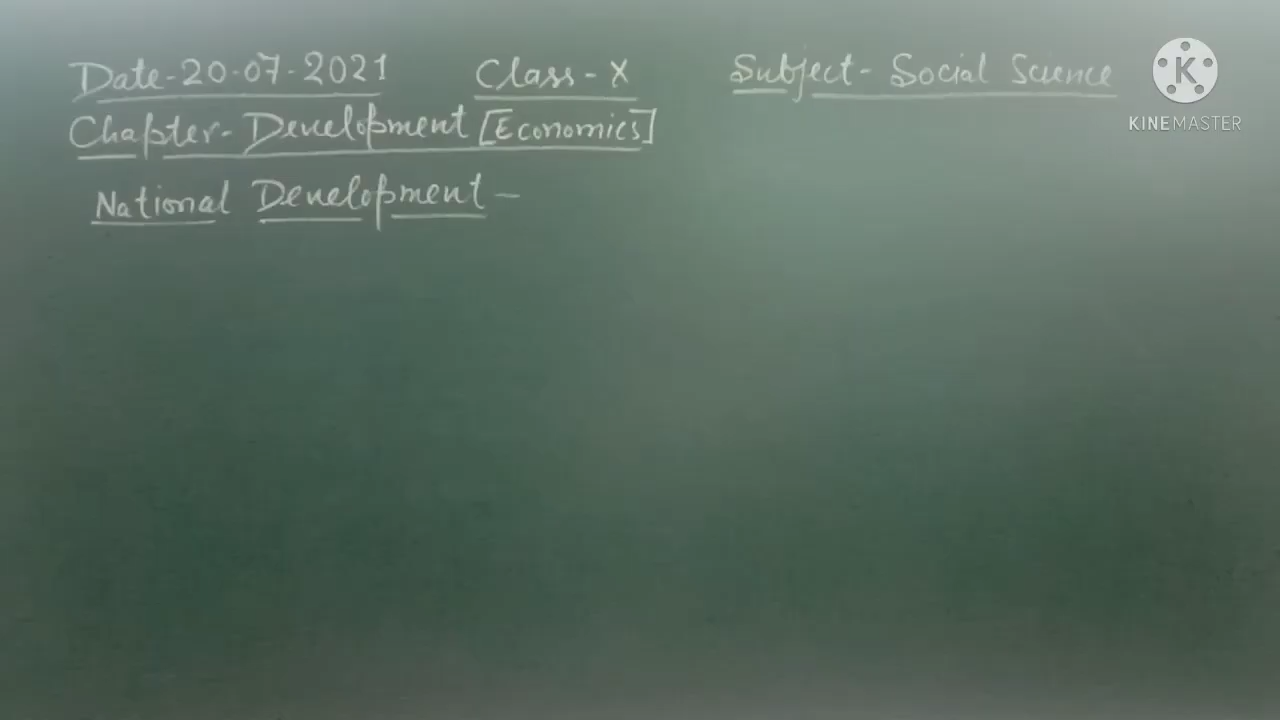 Date-20-07-2021 Class-X Subject-Social Science
Chapter-Development [Economics]
National Development-
K
KINEMASTER